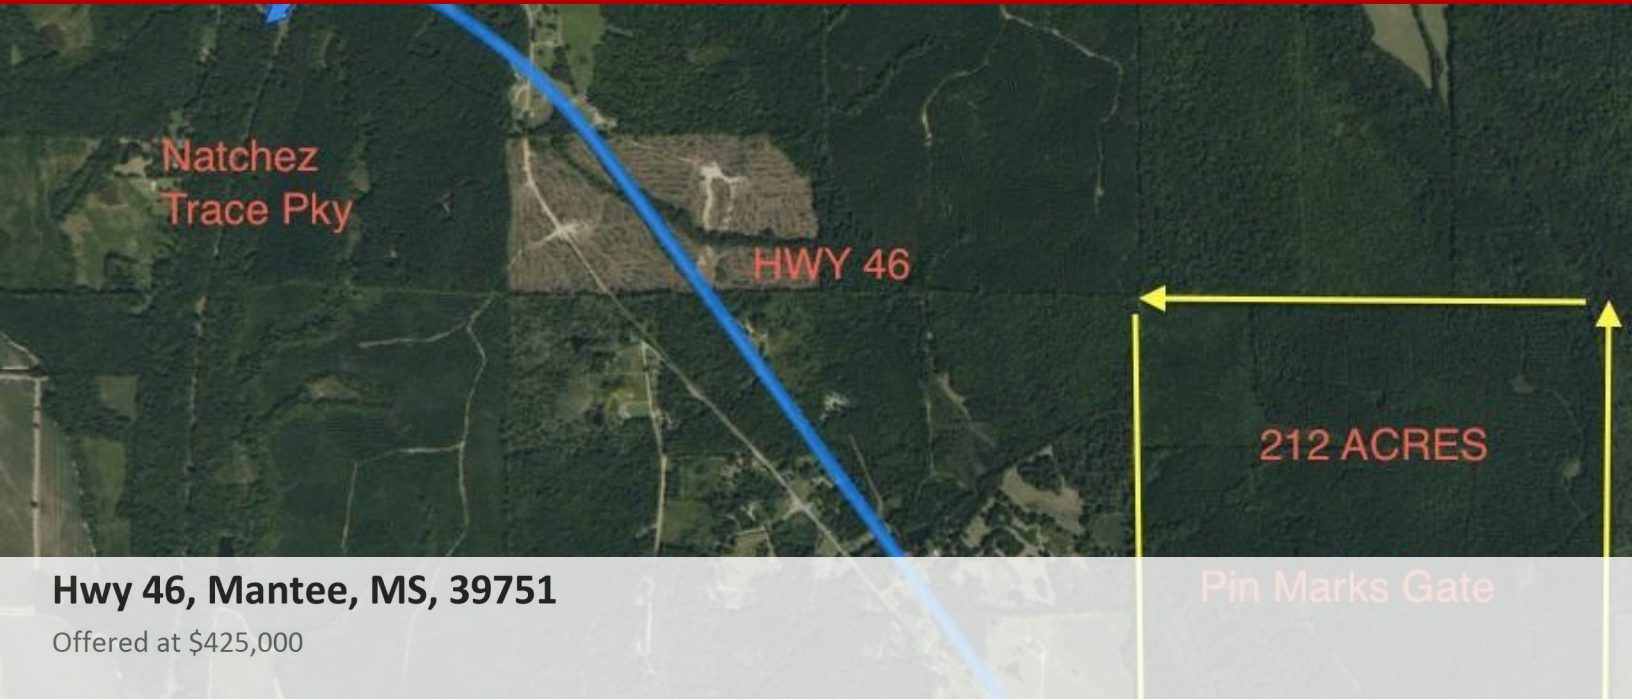 Natchez
Trace Pky
HWY 46
212 ACRES
Pin Marks Gate
Hwy 46, Mantee, MS, 39751
Offered at $425,000